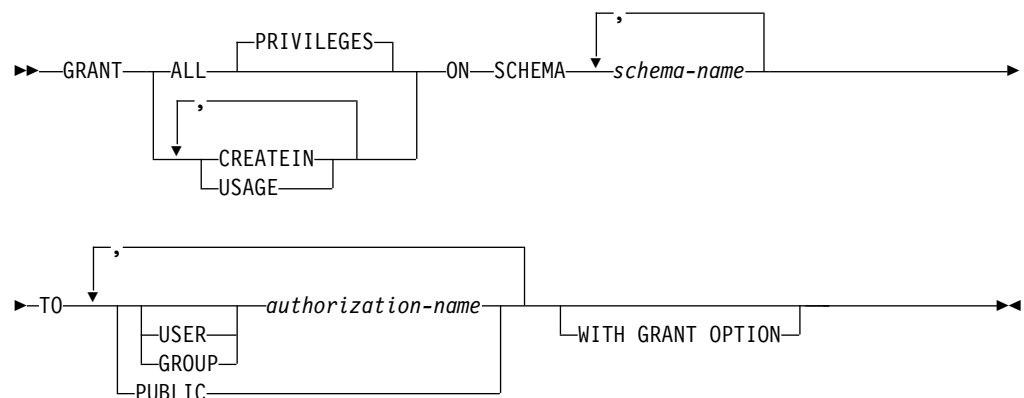 ,
PRIVILEGES
GRANT ALL ON SCHEMA schema-name
,
CREATEIN
USAGE
,
TO authorization-name
USER WITH GRANT OPTION
GROUP
PUBLIC